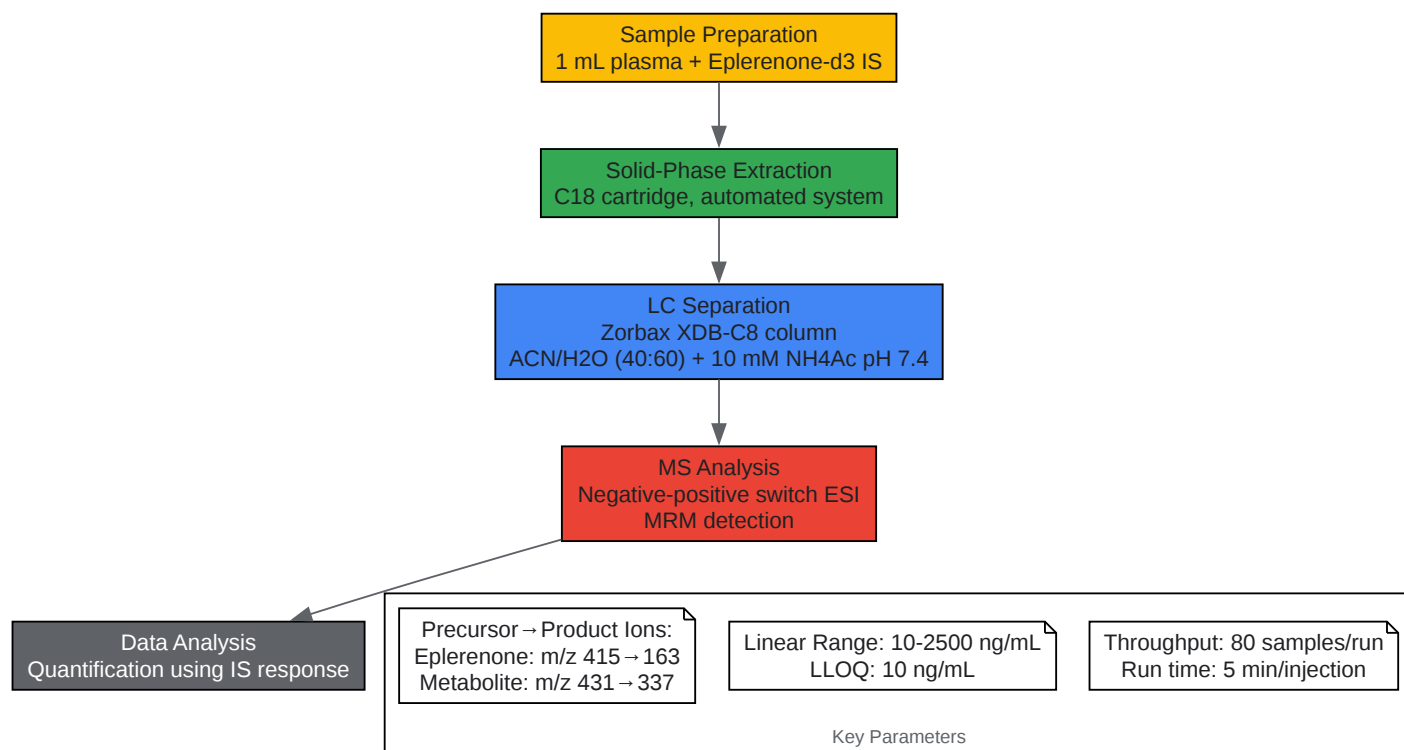 Sample Preparation
1 mL plasma + Eplerenone-d3 IS
Solid-Phase Extraction
C18 cartridge, automated system
LC Separation
Zorbax XDB-C8 column
ACN/H2O (40:60) + 10 mM NH4Ac pH 7.4
MS Analysis
Negative-positive switch ESI
MRM detection
Data Analysis
Quantification using IS response
Precursor→Product Ions:
Eplerenone: m/z 415→163
Metabolite: m/z 431→337
Linear Range: 10-2500 ng/mL
LLOQ: 10 ng/mL
Throughput: 80 samples/run
Run time: 5 min/injection
Key Parameters